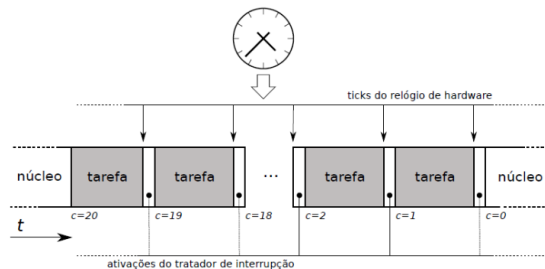 ticks do relógio de hardware
núcleo tarefa tarefa ... tarefa tarefa núcleo
c=20 c=19 c=18 c=2 c=1 c=0
t
ativações do tratador de interrupção